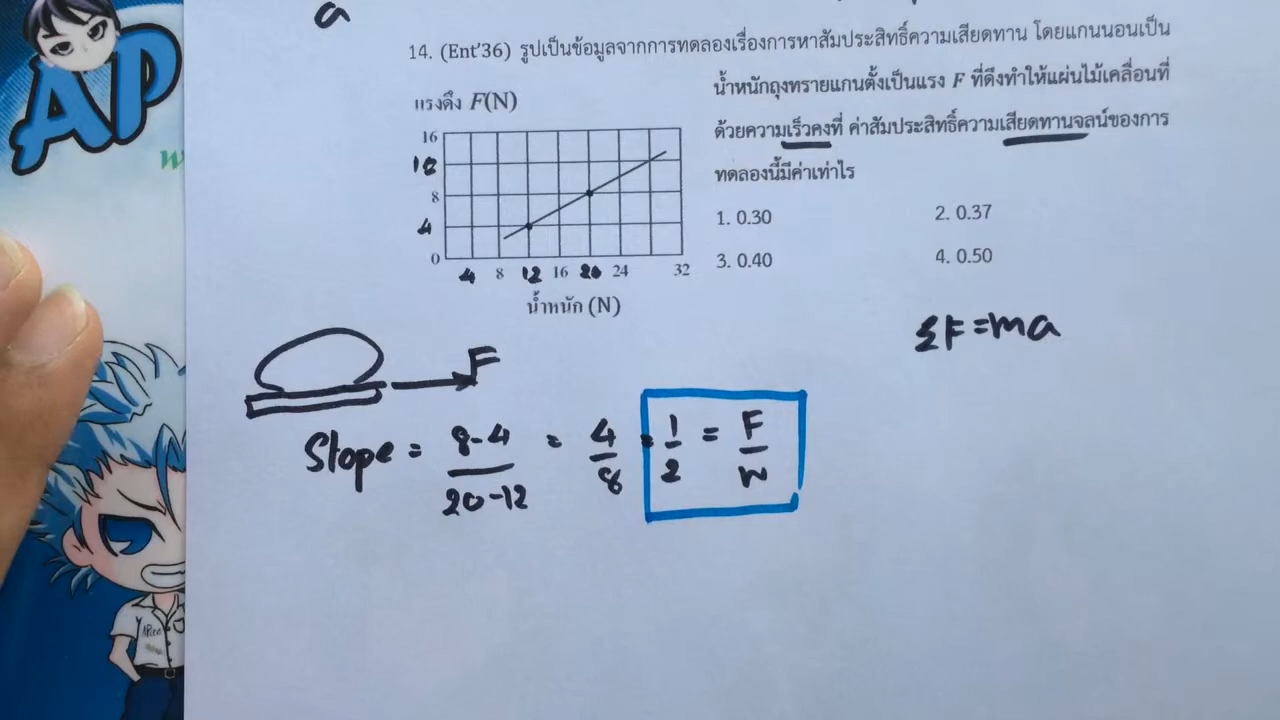 a
AP
w
14. (Ent'36) รูปเป็นข้อมูลจากการทดลองเรื่องการหาสัมประสิทธิ์ความเสียดทาน โดยแกนนอนเป็น
น้ำหนักถุงทรายแกนตั้งเป็นแรง F ที่ดึงทำให้แผ่นไม้เคลื่อนที่
ด้วยความเร็วคงที่ ค่าสัมประสิทธิ์ความเสียดทานจลน์ของการ
ทดลองนี้มีค่าเท่าไร
1. 0.30 2. 0.37
3. 0.40 4. 0.50
แรงดึง F(N)
16
8
4
0
4 8 12 16 20 24 32
น้ำหนัก (N)
ΣF = ma
F
Slope = 8-4/20-12 = 4/8 = 1/2 = F/W